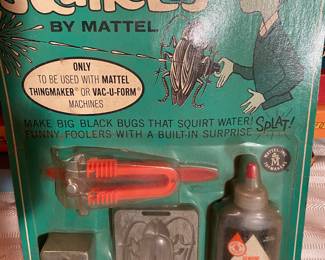 BY MATTEL
ONLY
TO BE USED WITH MATTEL
THINGMAKER® OR VAC-U-FORM®
MACHINES
MAKE BIG BLACK BUGS THAT SQUIRT WATER!
FUNNY FOOLERS WITH A BUILT-IN SURPRISE
SPLAT!
MATTEL
M